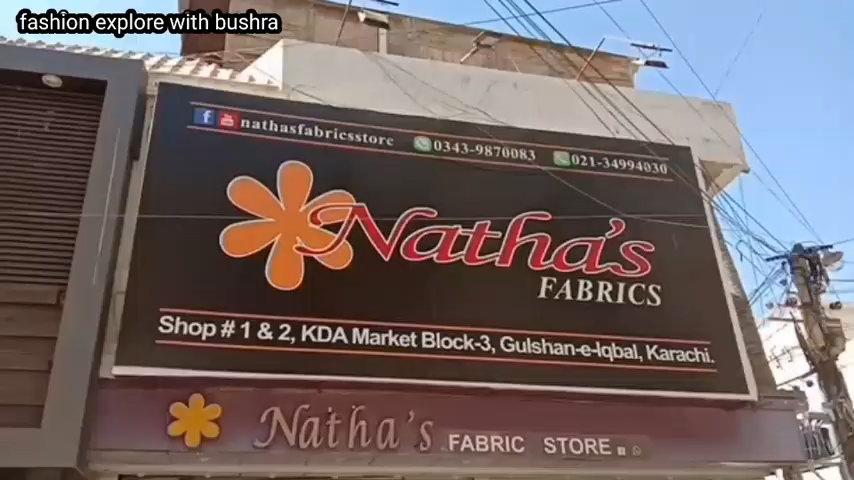 fashion explore with bushra
nathasfabricsstore 0343-9870083 021-34994030
Natha's
FABRICS
Shop # 1 & 2, KDA Market Block-3, Gulshan-e-Iqbal, Karachi.
Natha's FABRIC STORE